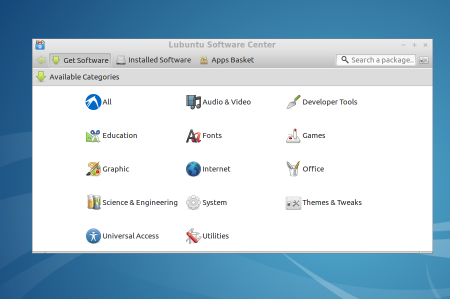 Lubuntu Software Center
Get Software Installed Software Apps Basket Search a package..
Available Categories
All Audio & Video Developer Tools
Education Fonts Games
Graphic Internet Office
Science & Engineering System Themes & Tweaks
Universal Access Utilities